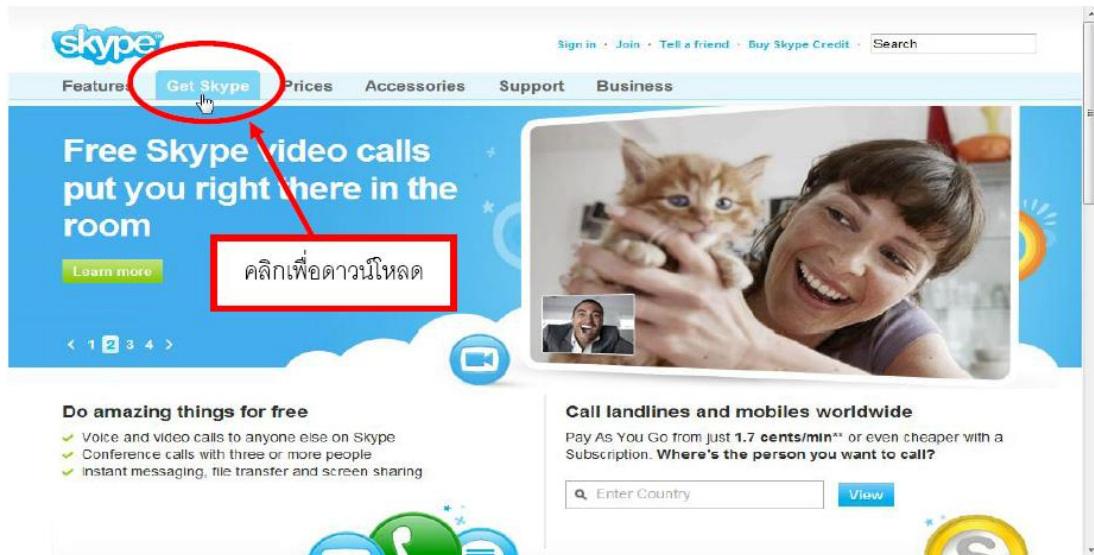 skype
Sign in · Join · Tell a friend · Buy Skype Credit · Search
Features Get Skype Prices Accessories Support Business
Free Skype video calls
put you right there in the
room
Learn more
คลิกเพื่อดาวน์โหลด
< 1 2 3 4 >
Do amazing things for free
Voice and video calls to anyone else on Skype
Conference calls with three or more people
Instant messaging, file transfer and screen sharing
Call landlines and mobiles worldwide
Pay As You Go from just 1.7 cents/min** or even cheaper with a
Subscription. Where's the person you want to call?
Enter Country View